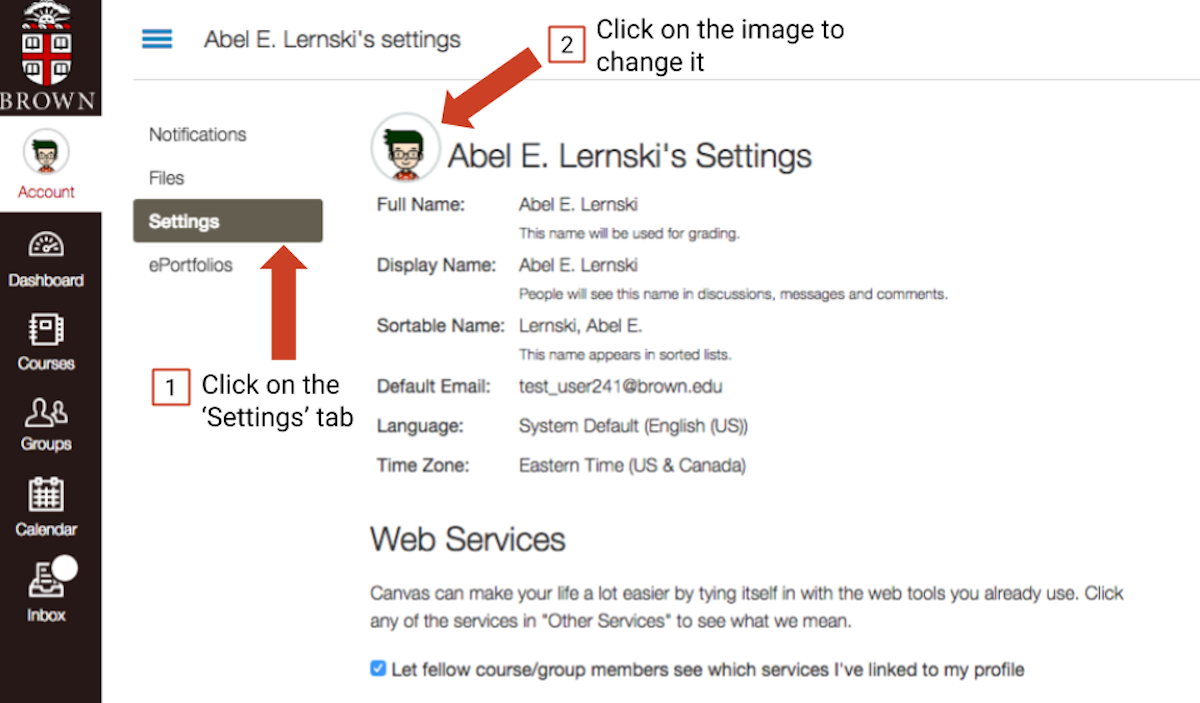 BROWN
Account
Dashboard
Courses
Groups
Calendar
Inbox
Abel E. Lernski's settings
2
Click on the image to
change it
Notifications
Files
Settings
ePortfolios
1
Click on the
‘Settings’ tab
Abel E. Lernski's Settings
Full Name: Abel E. Lernski
This name will be used for grading.
Display Name: Abel E. Lernski
People will see this name in discussions, messages and comments.
Sortable Name: Lernski, Abel E.
This name appears in sorted lists.
Default Email: test_user241@brown.edu
Language: System Default (English (US))
Time Zone: Eastern Time (US & Canada)
Web Services
Canvas can make your life a lot easier by tying itself in with the web tools you already use. Click
any of the services in "Other Services" to see what we mean.
Let fellow course/group members see which services I've linked to my profile